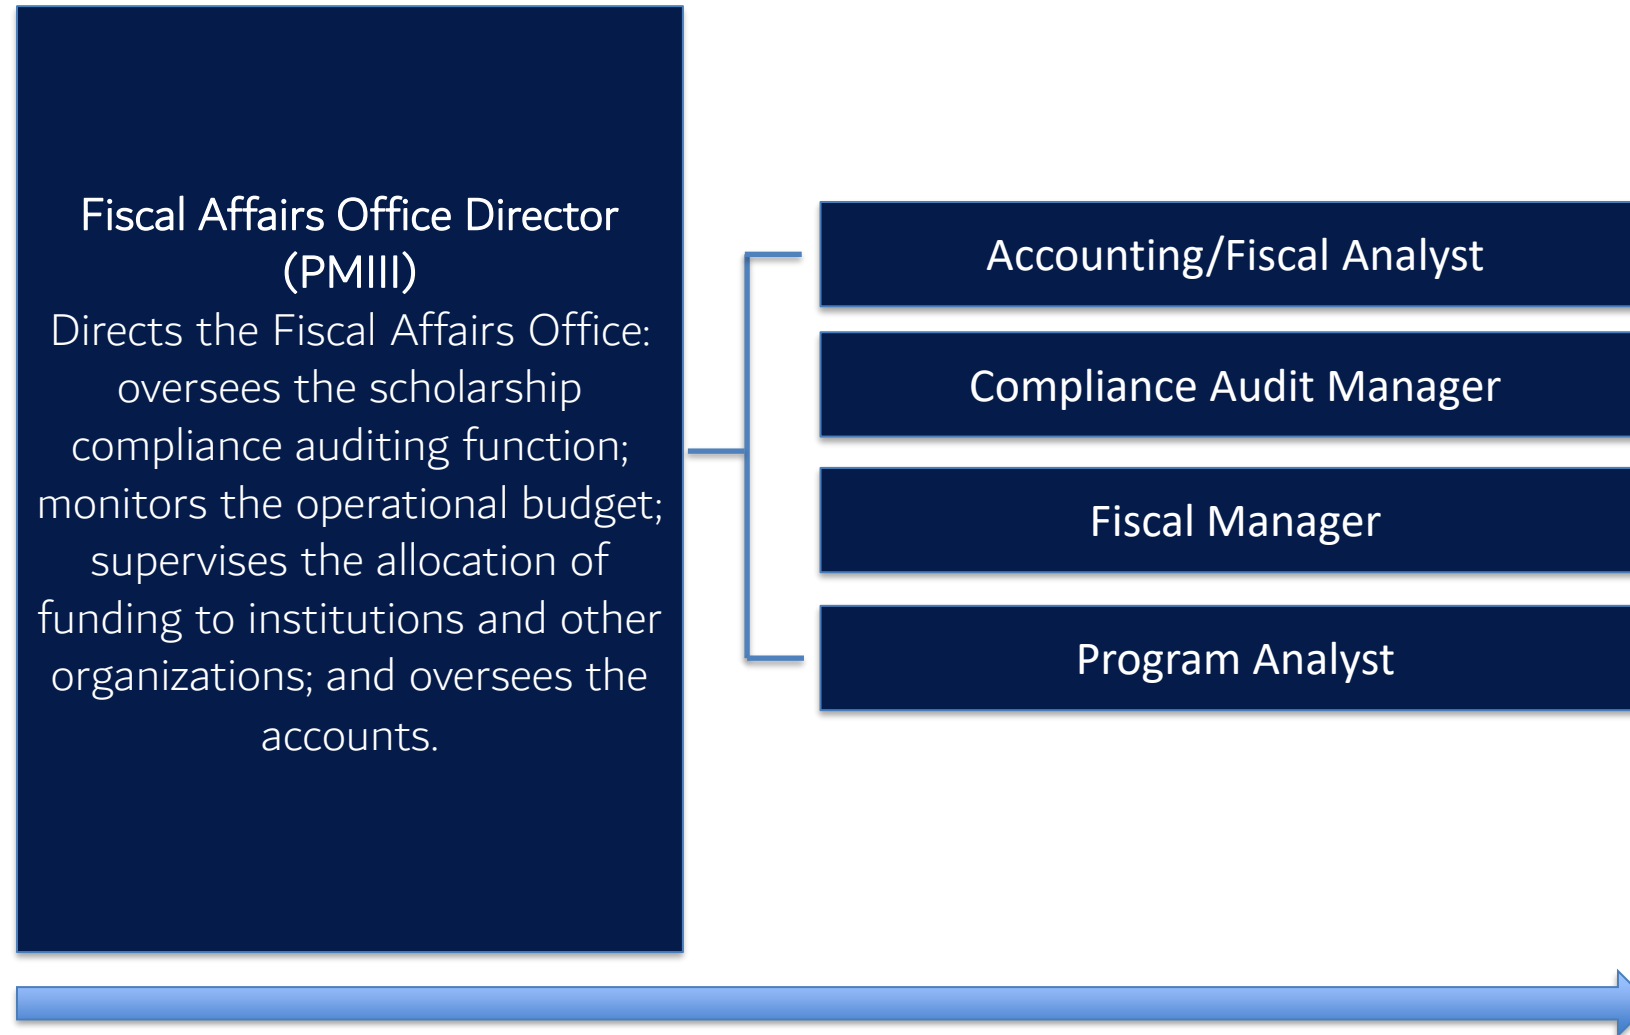 Fiscal Affairs Office Director
(PMIII)
Directs the Fiscal Affairs Office:
oversees the scholarship
compliance auditing function;
monitors the operational budget;
supervises the allocation of
funding to institutions and other
organizations; and oversees the
accounts.
Accounting/Fiscal Analyst
Compliance Audit Manager
Fiscal Manager
Program Analyst